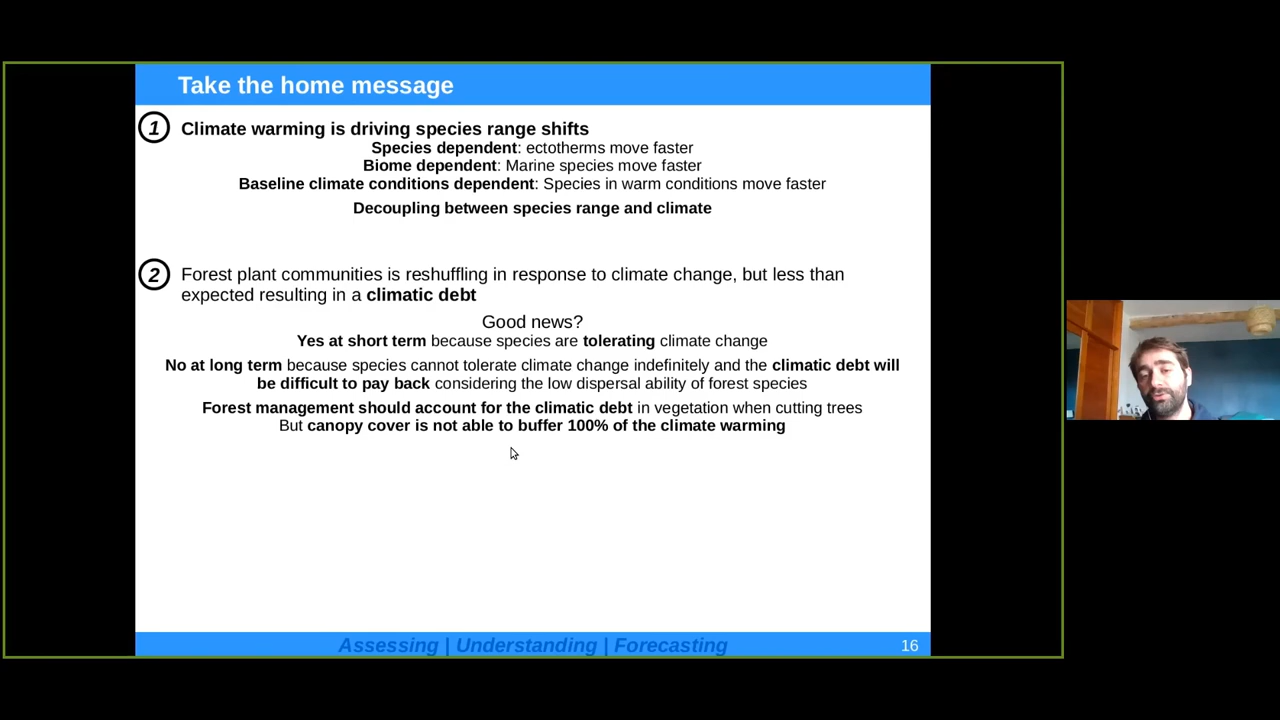 Take the home message
1 Climate warming is driving species range shifts
Species dependent: ectotherms move faster
Biome dependent: Marine species move faster
Baseline climate conditions dependent: Species in warm conditions move faster
Decoupling between species range and climate
2 Forest plant communities is reshuffling in response to climate change, but less than
expected resulting in a climatic debt
Good news?
Yes at short term because species are tolerating climate change
No at long term because species cannot tolerate climate change indefinitely and the climatic debt will
be difficult to pay back considering the low dispersal ability of forest species
Forest management should account for the climatic debt in vegetation when cutting trees
But canopy cover is not able to buffer 100% of the climate warming
Assessing | Understanding | Forecasting
16